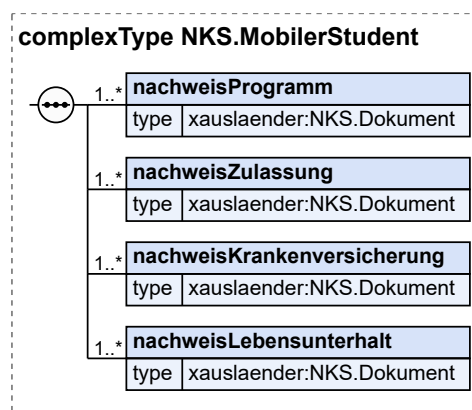 complexType NKS.MobilerStudent
1..* nachweisProgramm
type xauslaender:NKS.Dokument
1..* nachweisZulassung
type xauslaender:NKS.Dokument
1..* nachweisKrankenversicherung
type xauslaender:NKS.Dokument
1..* nachweisLebensunterhalt
type xauslaender:NKS.Dokument